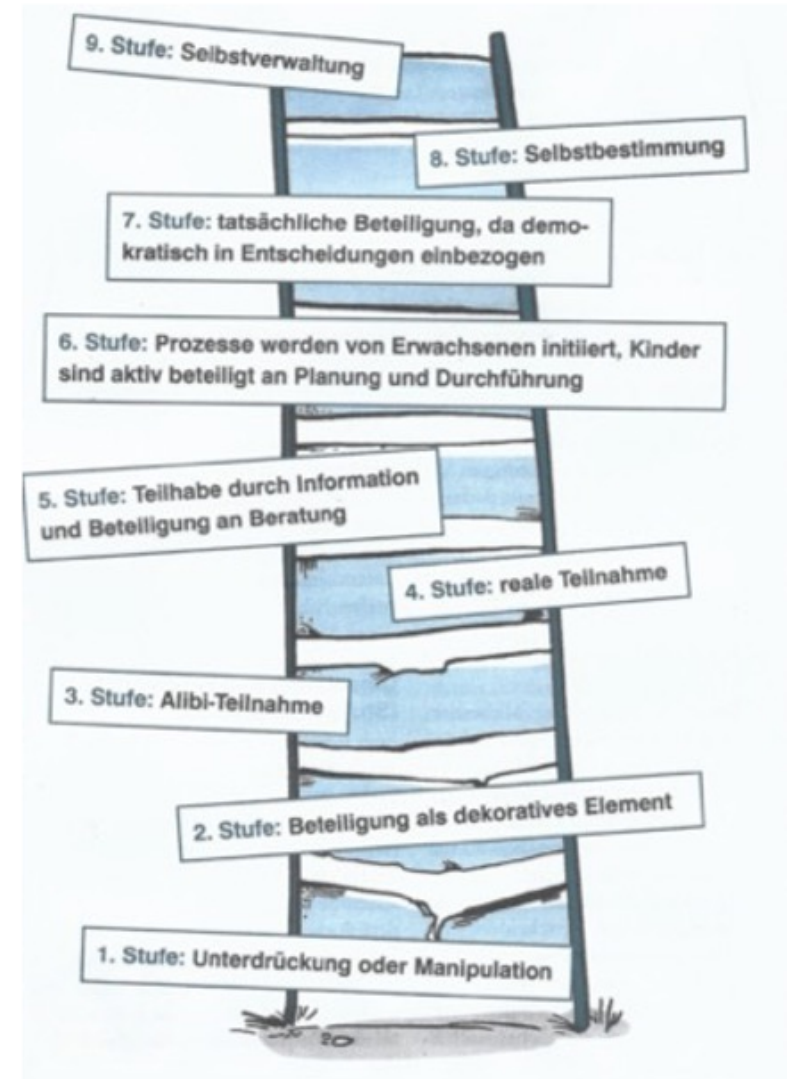 9. Stufe: Selbstverwaltung
8. Stufe: Selbstbestimmung
7. Stufe: tatsächliche Beteiligung, da demo-
kratisch in Entscheidungen einbezogen
6. Stufe: Prozesse werden von Erwachsenen initiiert, Kinder
sind aktiv beteiligt an Planung und Durchführung
5. Stufe: Teilhabe durch Information
und Beteiligung an Beratung
4. Stufe: reale Teilnahme
3. Stufe: Alibi-Teilnahme
2. Stufe: Beteiligung als dekoratives Element
1. Stufe: Unterdrückung oder Manipulation